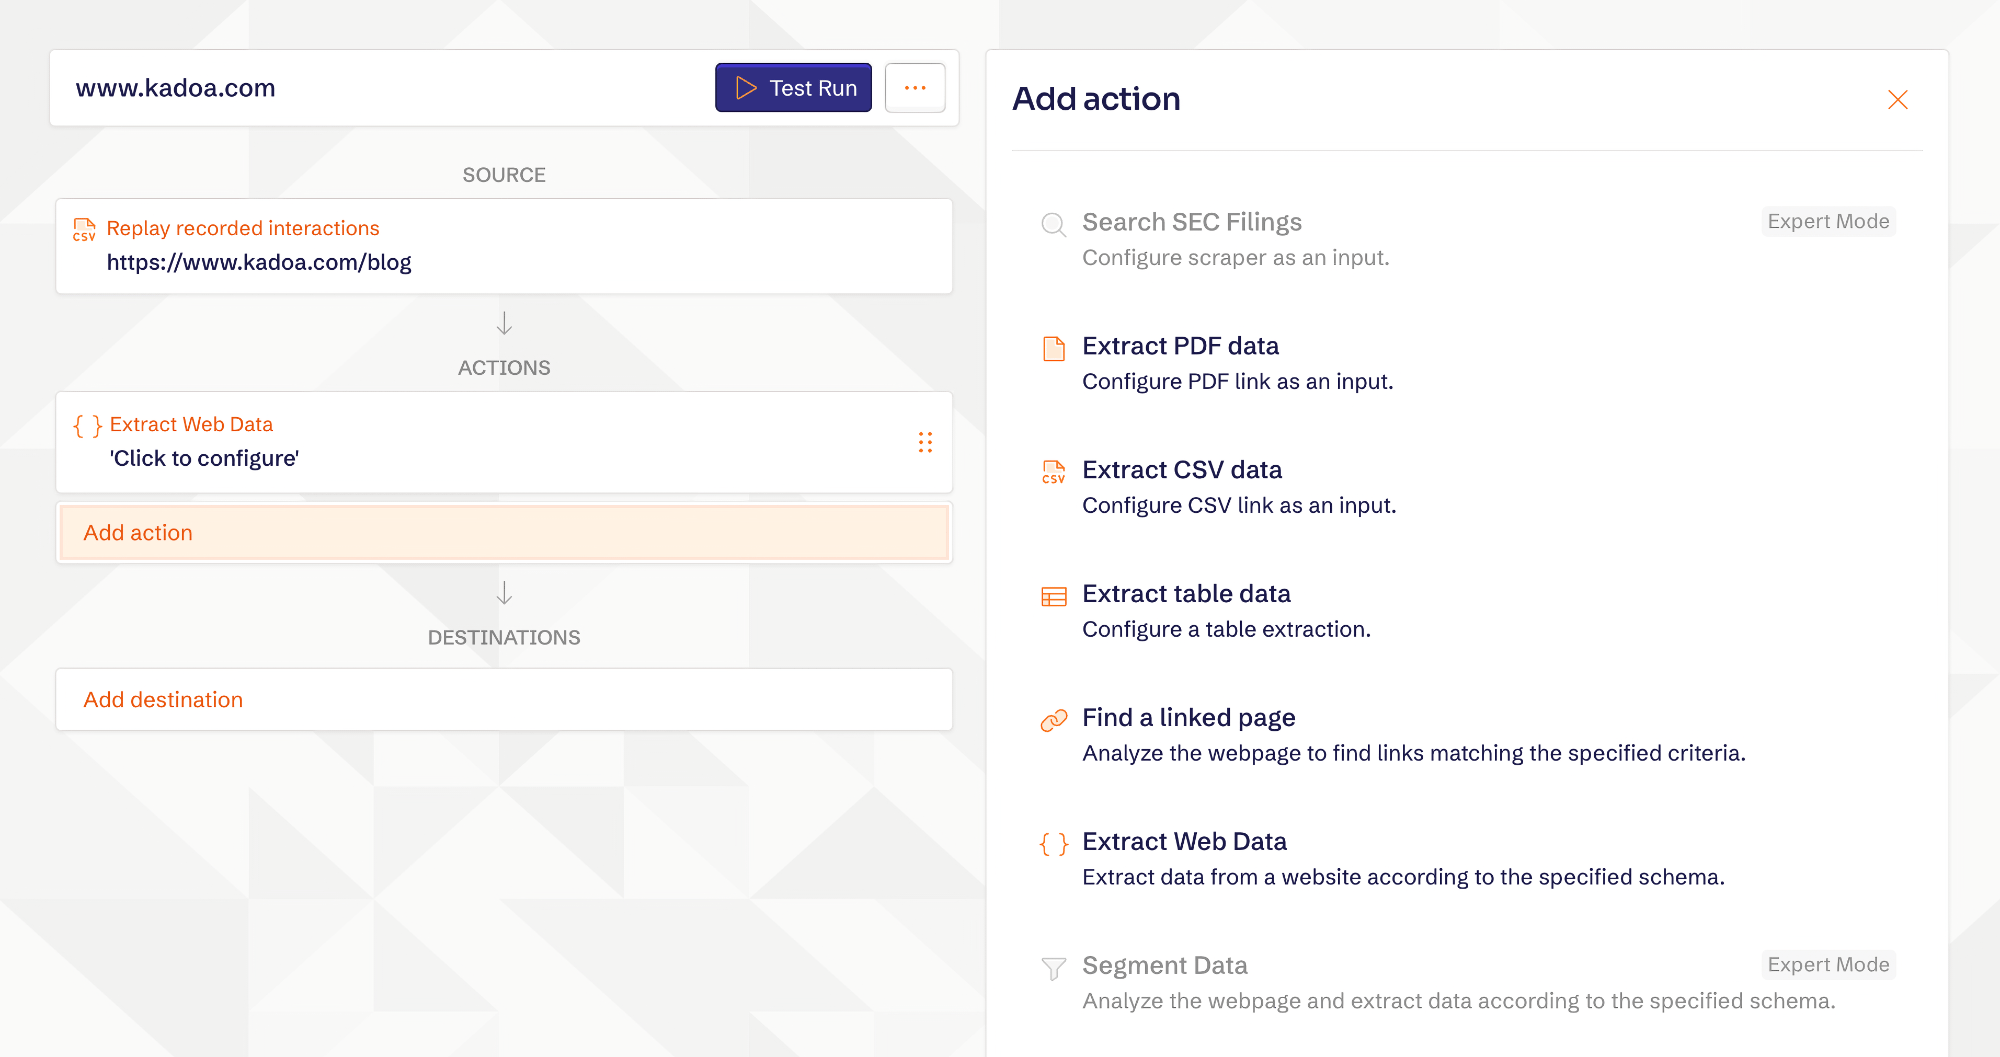 www.kadoa.com
Test Run
SOURCE
CSV
Replay recorded interactions
https://www.kadoa.com/blog
ACTIONS
Extract Web Data
'Click to configure'
Add action
DESTINATIONS
Add destination
Add action
Search SEC Filings
Expert Mode
Configure scraper as an input.
Extract PDF data
Configure PDF link as an input.
CSV
Extract CSV data
Configure CSV link as an input.
Extract table data
Configure a table extraction.
Find a linked page
Analyze the webpage to find links matching the specified criteria.
Extract Web Data
Extract data from a website according to the specified schema.
Segment Data
Expert Mode
Analyze the webpage and extract data according to the specified schema.